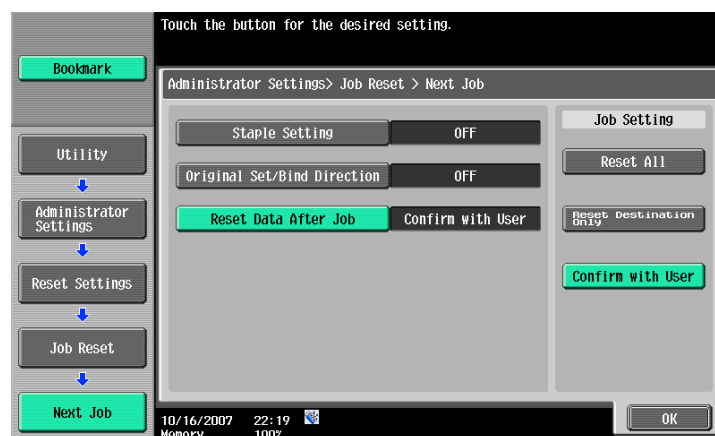 Touch the button for the desired setting.
Bookmark
Administrator Settings> Job Reset > Next Job
Utility
Administrator
Settings
Reset Settings
Job Reset
Next Job
Staple Setting OFF
Original Set/Bind Direction OFF
Reset Data After Job Confirm with User
Job Setting
Reset All
Reset Destination
Only
Confirm with User
10/16/2007 22:19
Memory 100%
OK